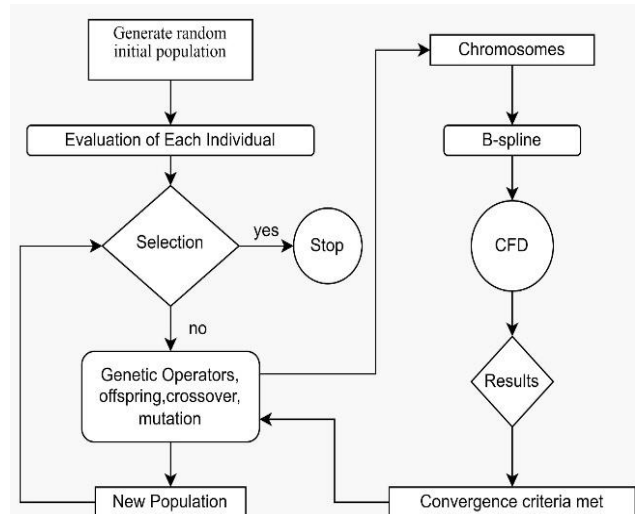 Generate random
initial population
Evaluation of Each Individual
Selection
yes
Stop
no
Genetic Operators,
offspring,crossover,
mutation
New Population
Chromosomes
B-spline
CFD
Results
Convergence criteria met